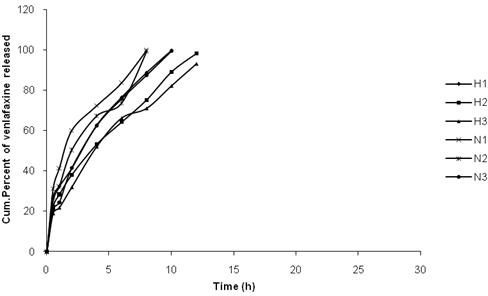 Cum.Percent of venlafaxine released
120
100
80
60
40
20
0
0 5 10 15 20 25 30
Time (h)
H1
H2
H3
N1
N2
N3